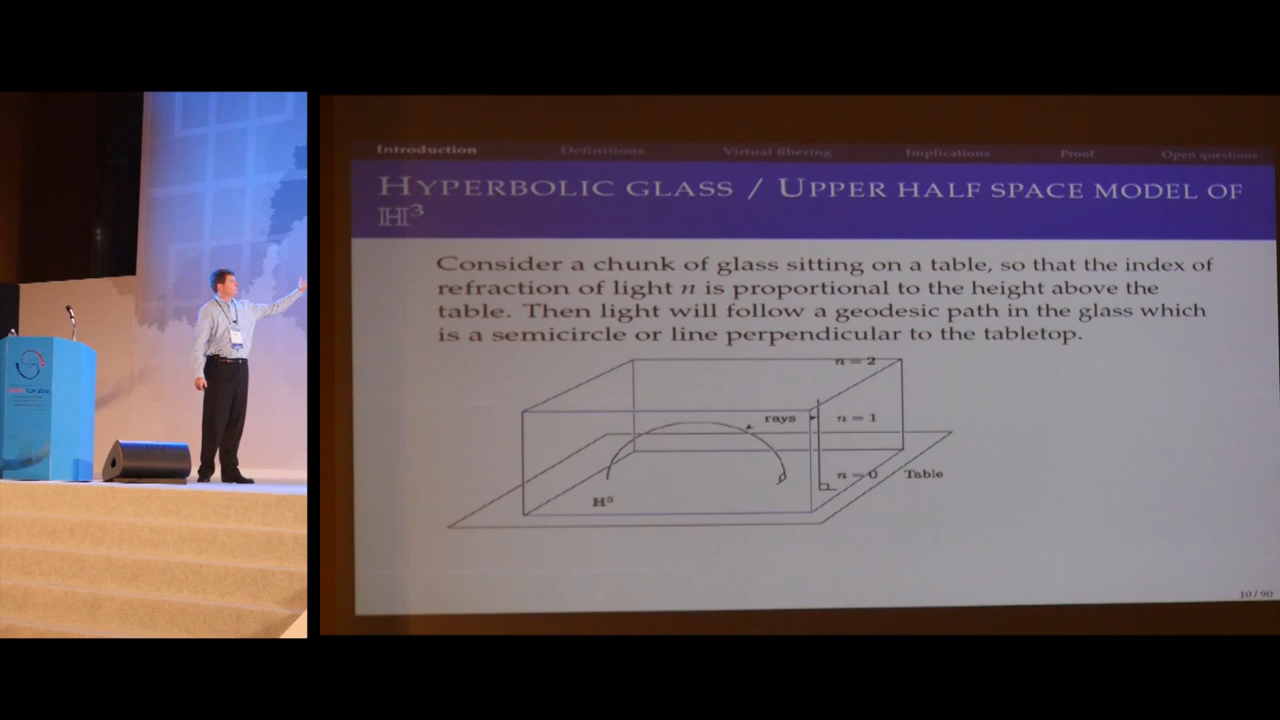 Introduction Definitions Virtual fibering Implications Proof Open questions
HYPERBOLIC GLASS / UPPER HALF SPACE MODEL OF
ℍ³
Consider a chunk of glass sitting on a table, so that the index of
refraction of light n is proportional to the height above the
table. Then light will follow a geodesic path in the glass which
is a semicircle or line perpendicular to the tabletop.
n = 2
rays
n = 1
n = 0
Table
H³
10 / 90